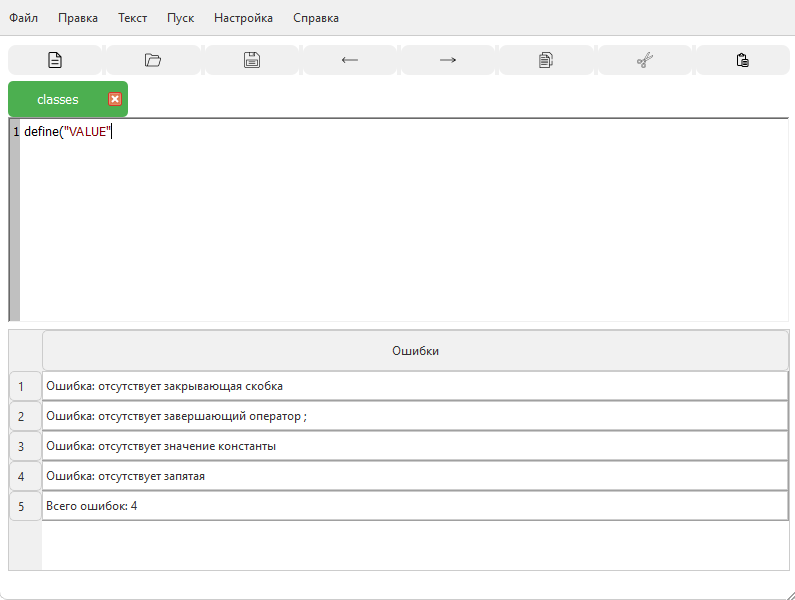 Файл Правка Текст Пуск Настройка Справка
classes
1 define("VALUE"
Ошибки
1 Ошибка: отсутствует закрывающая скобка
2 Ошибка: отсутствует завершающий оператор ;
3 Ошибка: отсутствует значение константы
4 Ошибка: отсутствует запятая
5 Всего ошибок: 4